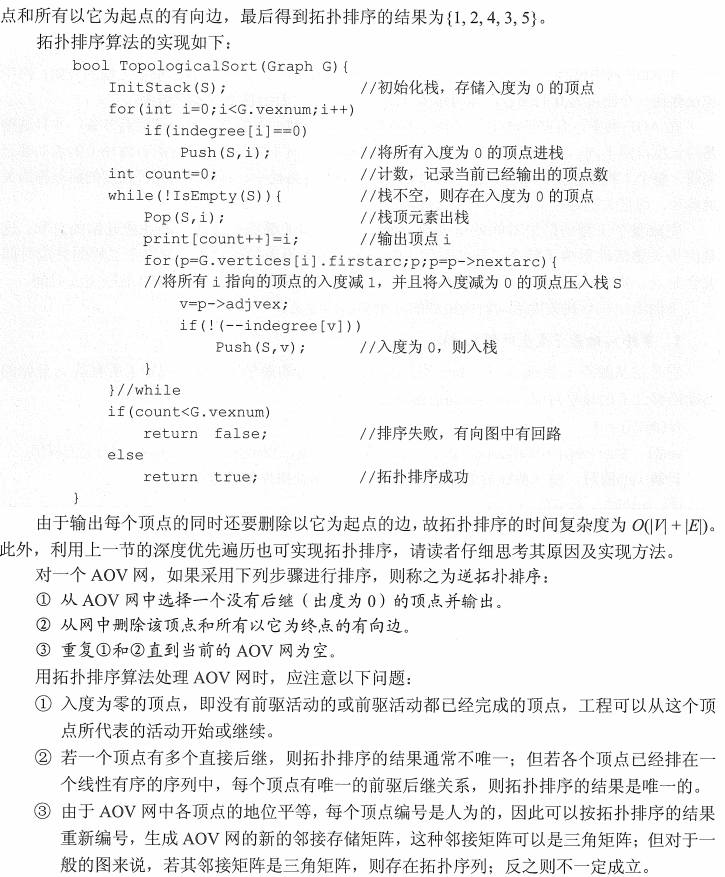 点和所有以它为起点的有向边，最后得到拓扑排序的结果为{1, 2, 4, 3, 5}。
拓扑排序算法的实现如下：
bool TopologicalSort(Graph G){
InitStack(S); //初始化栈，存储入度为 0 的顶点
for(int i=0;i<G.vexnum;i++)
if(indegree[i]==0)
Push(S,i); //将所有入度为 0 的顶点进栈
int count=0; //计数，记录当前已经输出的顶点数
while(!IsEmpty(S)){ //栈不空，则存在入度为 0 的顶点
Pop(S,i); //栈顶元素出栈
print[count++]=i; //输出顶点 i
for(p=G.vertices[i].firstarc;p;p=p->nextarc){
//将所有 i 指向的顶点的入度减 1，并且将入度减为 0 的顶点压入栈 S
v=p->adjvex;
if(!(--indegree[v]))
Push(S,v); //入度为 0，则入栈
}
}//while
if(count<G.vexnum)
return false; //排序失败，有向图中有回路
else
return true; //拓扑排序成功
}
由于输出每个顶点的同时还要删除以它为起点的边，故拓扑排序的时间复杂度为 O(|V| + |E|)。
此外，利用上一节的深度优先遍历也可实现拓扑排序，请读者仔细思考其原因及实现方法。
对一个 AOV 网，如果采用下列步骤进行排序，则称之为逆拓扑排序：
① 从 AOV 网中选择一个没有后继（出度为 0）的顶点并输出。
② 从网中删除该顶点和所有以它为终点的有向边。
③ 重复①和②直到当前的 AOV 网为空。
用拓扑排序算法处理 AOV 网时，应注意以下问题：
① 入度为零的顶点，即没有前驱活动的或前驱活动都已经完成的顶点，工程可以从这个顶
点所代表的活动开始或继续。
② 若一个顶点有多个直接后继，则拓扑排序的结果通常不唯一；但若各个顶点已经排在一
个线性有序的序列中，每个顶点有唯一的前驱后继关系，则拓扑排序的结果是唯一的。
③ 由于 AOV 网中各顶点的地位平等，每个顶点编号是人为的，因此可以按拓扑排序的结果
重新编号，生成 AOV 网的新的邻接存储矩阵，这种邻接矩阵可以是三角矩阵；但对于一
般的图来说，若其邻接矩阵是三角矩阵，则存在拓扑序列；反之则不一定成立。